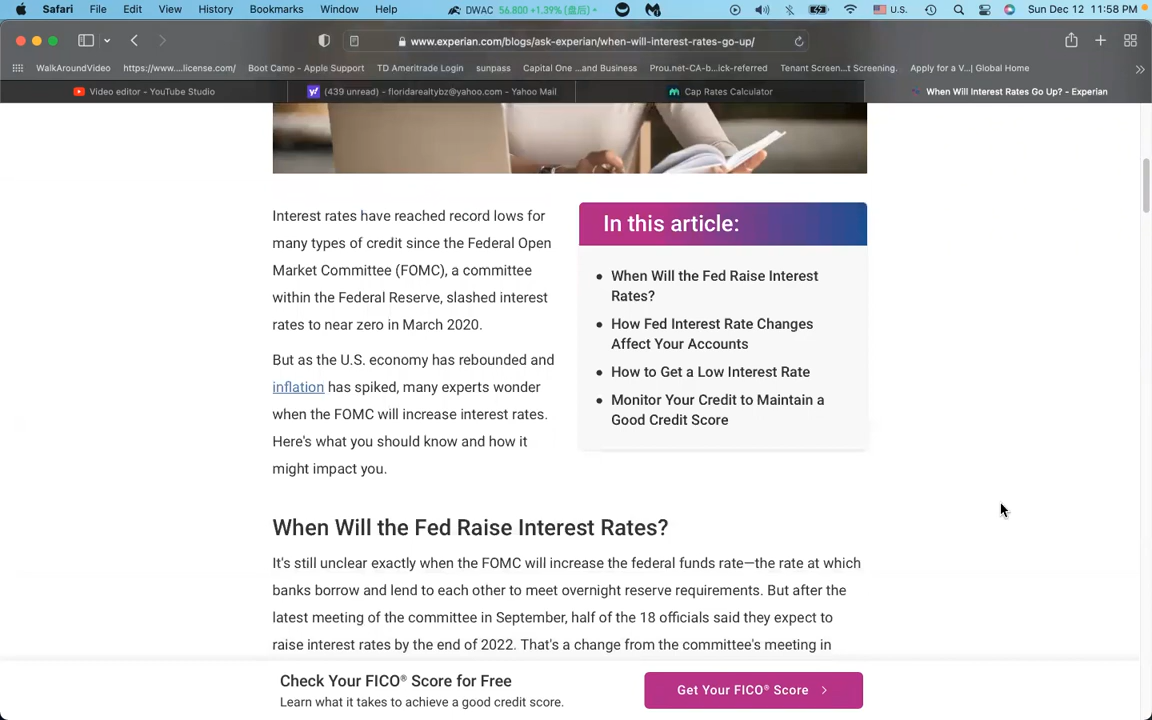 Safari File Edit View History Bookmarks Window Help DWAC 56.800 +1.39% (盘后) U.S. Sun Dec 12 11:58 PM
www.experian.com/blogs/ask-experian/when-will-interest-rates-go-up/
WalkAroundVideo https://www....license.com/ Boot Camp - Apple Support TD Ameritrade Login sunpass Capital One ...and Business Prou.net-CA-b...ick-referred Tenant Screen...t Screening. Apply for a V...| Global Home
Video editor - YouTube Studio (439 unread) - floridarealtybz@yahoo.com - Yahoo Mail Cap Rates Calculator When Will Interest Rates Go Up? - Experian
Interest rates have reached record lows for
many types of credit since the Federal Open
Market Committee (FOMC), a committee
within the Federal Reserve, slashed interest
rates to near zero in March 2020.
But as the U.S. economy has rebounded and
inflation has spiked, many experts wonder
when the FOMC will increase interest rates.
Here's what you should know and how it
might impact you.
In this article:
• When Will the Fed Raise Interest
Rates?
• How Fed Interest Rate Changes
Affect Your Accounts
• How to Get a Low Interest Rate
• Monitor Your Credit to Maintain a
Good Credit Score
When Will the Fed Raise Interest Rates?
It's still unclear exactly when the FOMC will increase the federal funds rate—the rate at which
banks borrow and lend to each other to meet overnight reserve requirements. But after the
latest meeting of the committee in September, half of the 18 officials said they expect to
raise interest rates by the end of 2022. That's a change from the committee's meeting in
Check Your FICO® Score for Free
Learn what it takes to achieve a good credit score.
Get Your FICO® Score